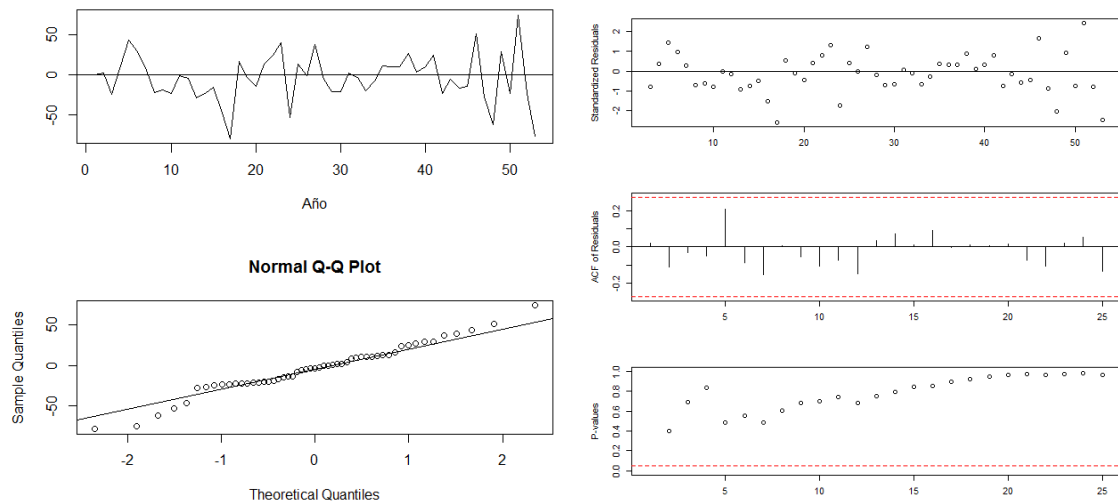 50
0
-50
0 10 20 30 40 50
Año
Normal Q-Q Plot
Sample Quantiles
50
0
-50
-2 -1 0 1 2
Theoretical Quantiles
Standardized Residuals
2
1
0
-1
-2
10 20 30 40 50
ACF of Residuals
0.2
0.0
-0.2
5 10 15 20 25
P-values
1.0
0.8
0.6
0.4
0.2
0.0
5 10 15 20 25